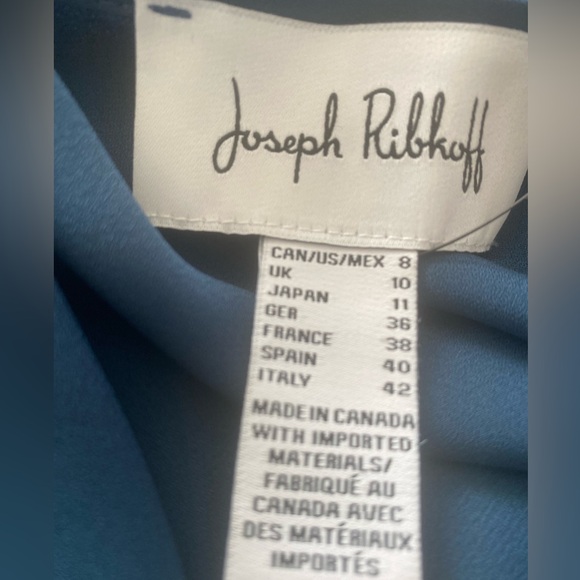 Joseph Ribkoff
CAN/US/MEX 8
UK 10
JAPAN 11
GER 36
FRANCE 38
SPAIN 40
ITALY 42
MADE IN CANADA
WITH IMPORTED
MATERIALS/
FABRIQUÉ AU
CANADA AVEC
DES MATÉRIAUX
IMPORTÉS